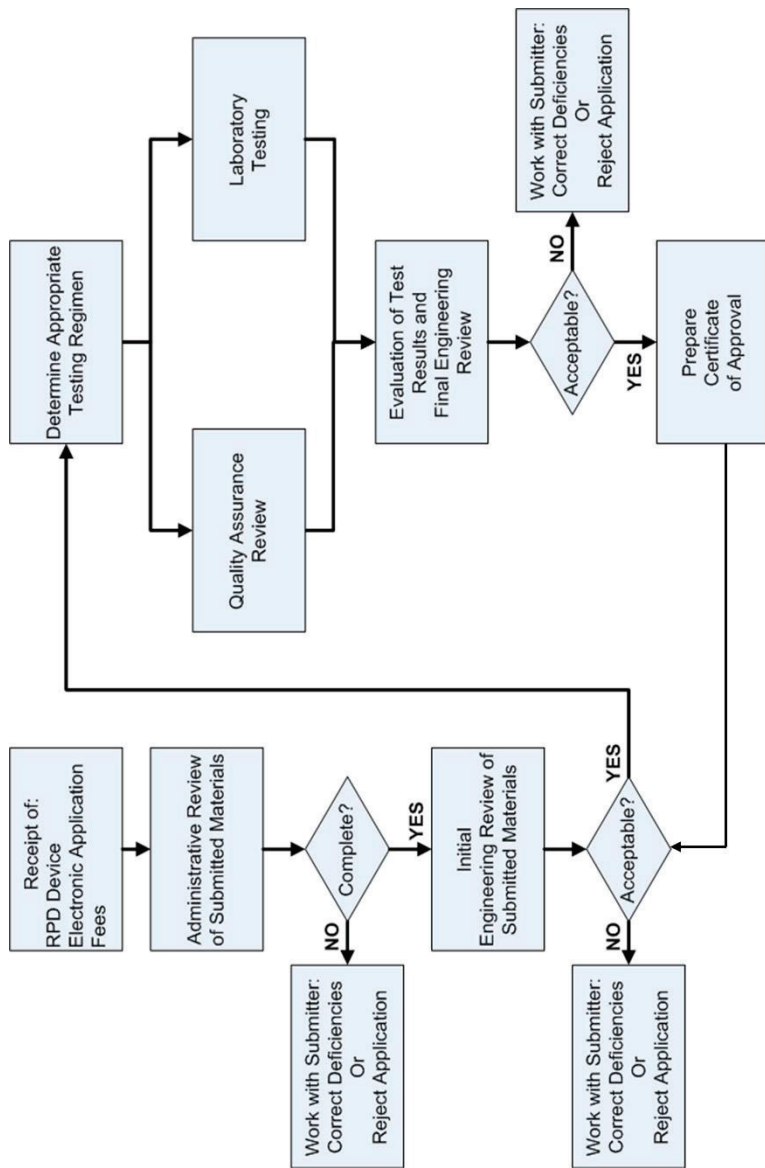 Receipt of:
RPD Device
Electronic Application
Fees
Administrative Review
of Submitted Materials
Complete?
NO
Work with Submitter:
Correct Deficiencies
Or
Reject Application
YES
Initial
Engineering Review of
Submitted Materials
Acceptable?
NO
Work with Submitter:
Correct Deficiencies
Or
Reject Application
YES
Determine Appropriate
Testing Regimen
Quality Assurance
Review
Laboratory
Testing
Evaluation of Test
Results and
Final Engineering
Review
Acceptable?
NO
Work with Submitter:
Correct Deficiencies
Or
Reject Application
YES
Prepare
Certificate
of Approval